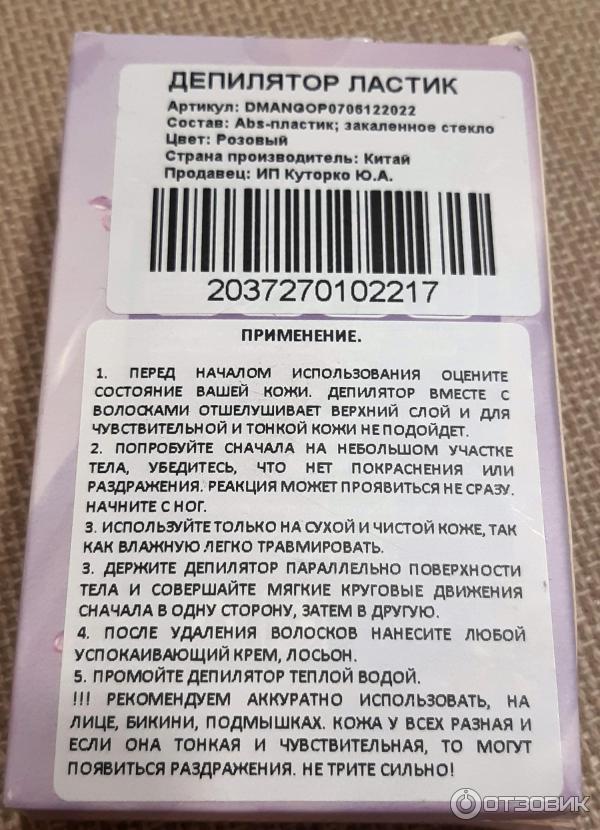 ДЕПИЛЯТОР ЛАСТИК
Артикул: DMANGOP0706122022
Состав: Abs-пластик; закаленное стекло
Цвет: Розовый
Страна производитель: Китай
Продавец: ИП Куторко Ю.А.
2037270102217
ПРИМЕНЕНИЕ.
1. ПЕРЕД НАЧАЛОМ ИСПОЛЬЗОВАНИЯ ОЦЕНИТЕ
СОСТОЯНИЕ ВАШЕЙ КОЖИ. ДЕПИЛЯТОР ВМЕСТЕ С
ВОЛОСКАМИ ОТШЕЛУШИВАЕТ ВЕРХНИЙ СЛОЙ И ДЛЯ
ЧУВСТВИТЕЛЬНОЙ И ТОНКОЙ КОЖИ НЕ ПОДОЙДЕТ.
2. ПОПРОБУЙТЕ СНАЧАЛА НА НЕБОЛЬШОМ УЧАСТКЕ
ТЕЛА, УБЕДИТЕСЬ, ЧТО НЕТ ПОКРАСНЕНИЯ ИЛИ
РАЗДРАЖЕНИЯ. РЕАКЦИЯ МОЖЕТ ПРОЯВИТЬСЯ НЕ СРАЗУ.
НАЧНИТЕ С НОГ.
3. ИСПОЛЬЗУЙТЕ ТОЛЬКО НА СУХОЙ И ЧИСТОЙ КОЖЕ, ТАК
КАК ВЛАЖНУЮ ЛЕГКО ТРАВМИРОВАТЬ.
3. ДЕРЖИТЕ ДЕПИЛЯТОР ПАРАЛЛЕЛЬНО ПОВЕРХНОСТИ
ТЕЛА И СОВЕРШАЙТЕ МЯГКИЕ КРУГОВЫЕ ДВИЖЕНИЯ
СНАЧАЛА В ОДНУ СТОРОНУ, ЗАТЕМ В ДРУГУЮ.
4. ПОСЛЕ УДАЛЕНИЯ ВОЛОСКОВ НАНЕСИТЕ ЛЮБОЙ
УСПОКАИВАЮЩИЙ КРЕМ, ЛОСЬОН.
5. ПРОМОЙТЕ ДЕПИЛЯТОР ТЕПЛОЙ ВОДОЙ.
!!! РЕКОМЕНДУЕМ АККУРАТНО ИСПОЛЬЗОВАТЬ, НА
ЛИЦЕ, БИКИНИ, ПОДМЫШКАХ. КОЖА У ВСЕХ РАЗНАЯ И
ЕСЛИ ОНА ТОНКАЯ И ЧУВСТВИТЕЛЬНАЯ, ТО МОГУТ
ПОЯВИТЬСЯ РАЗДРАЖЕНИЯ. НЕ ТРИТЕ СИЛЬНО!
ОТЗОВИК